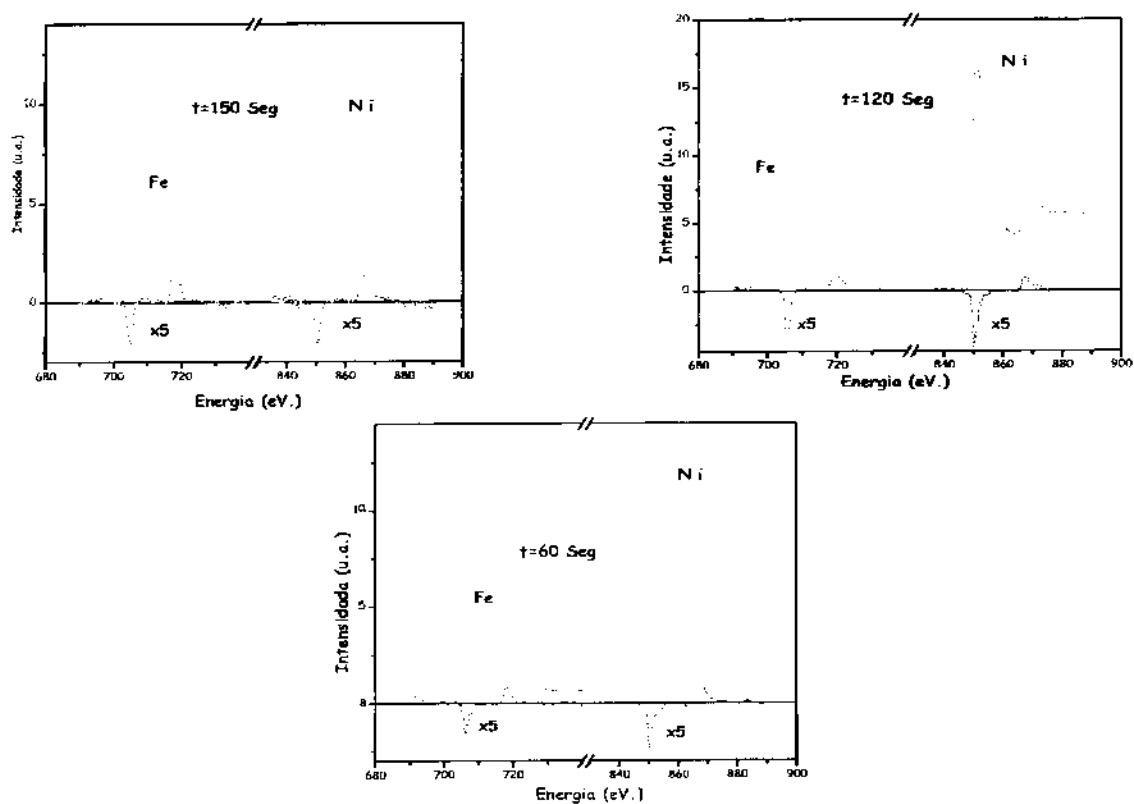 10
5
0
Intensidade (u.a.)
t=150 Seg
Ni
Fe
x5
x5
680 700 720 840 860 880 900
Energia (eV.)
20
15
10
5
0
Intensidade (u.a.)
Ni
t=120 Seg
Fe
x5
x5
680 700 720 840 860 880 900
Energia (eV.)
10
Intensidada (u.a.)
Ni
t=60 Seg
Fe
x5
x5
680 700 720 840 860 880 900
Energia (eV.)